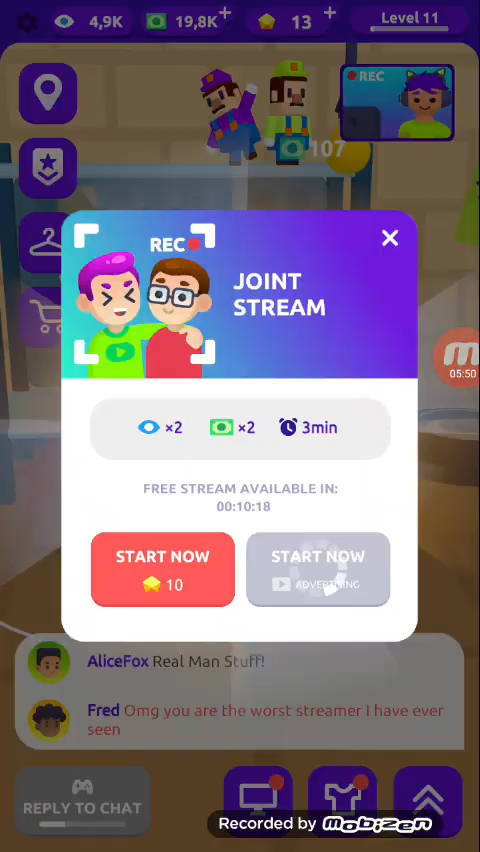 4,9K 19,8K+ 13 + Level 11
REC
107
REC
JOINT
STREAM
×2 ×2 3min
05:50
FREE STREAM AVAILABLE IN:
00:10:18
START NOW
10
START NOW
ADVERTISING
AliceFox Real Man Stuff!
Fred Omg you are the worst streamer I have ever
seen
REPLY TO CHAT
Recorded by mobizen